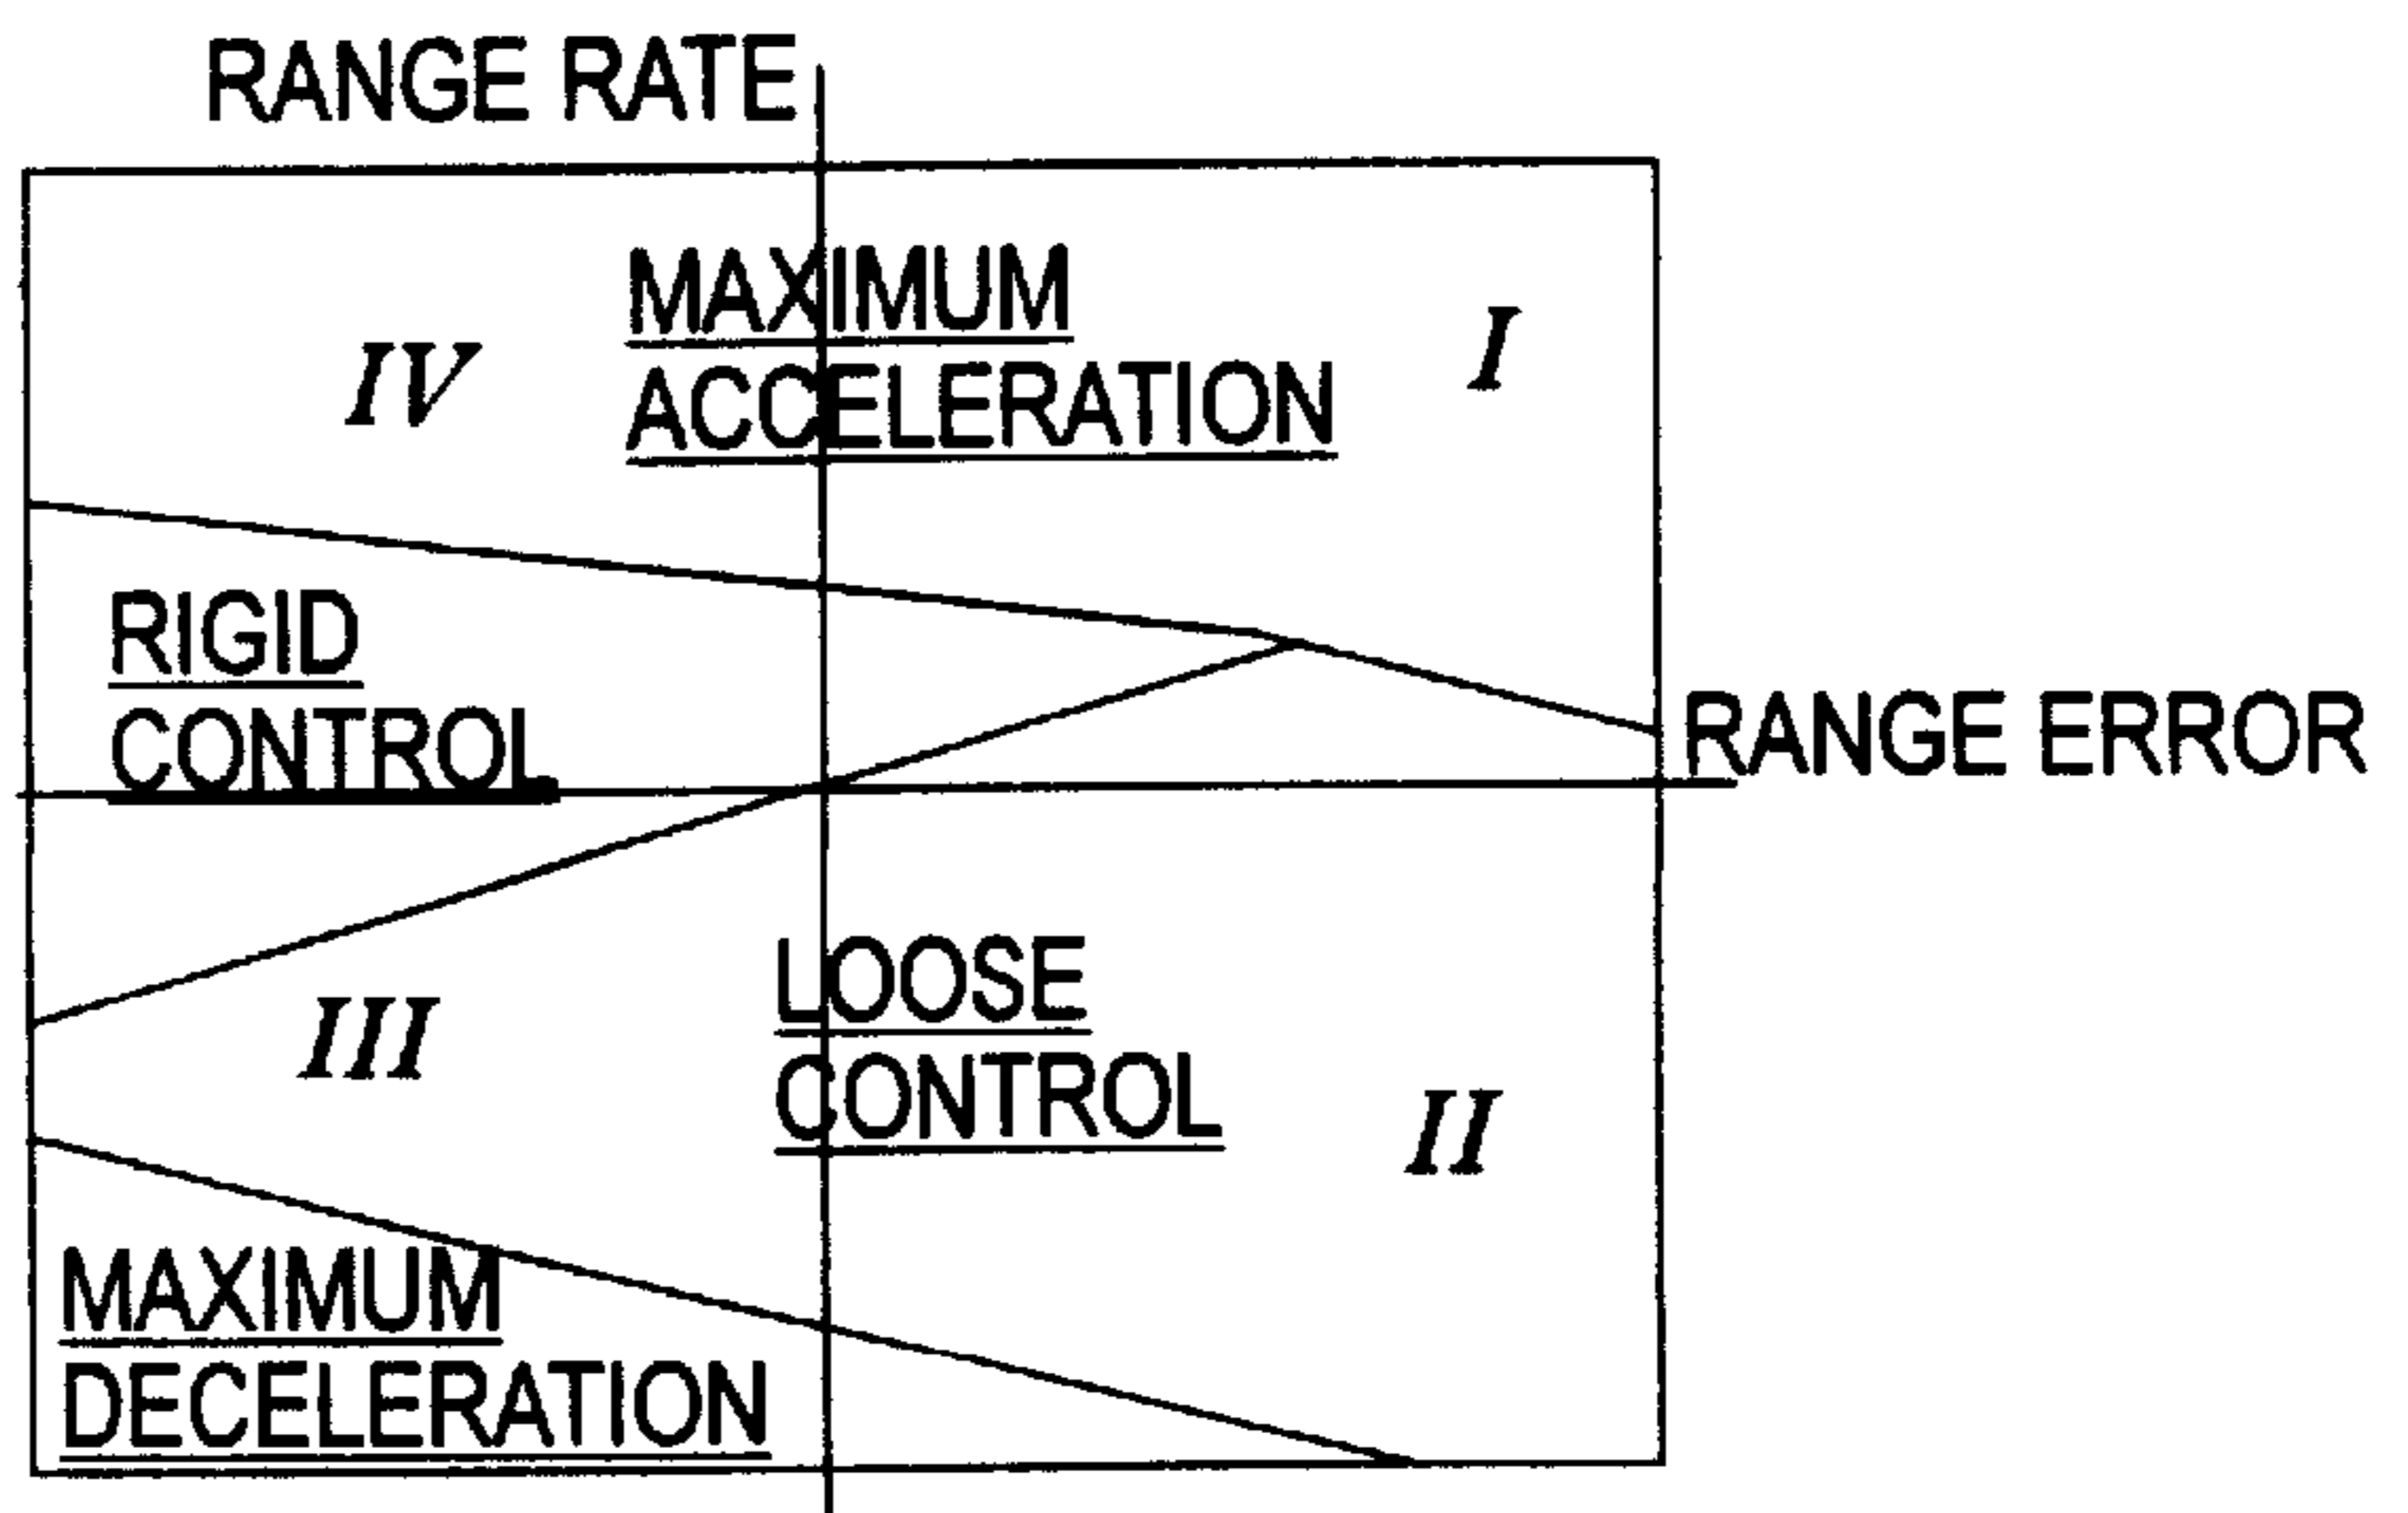 RANGE RATE
MAXIMUM
ACCELERATION
I
IV
RIGID
CONTROL
RANGE ERROR
LOOSE
CONTROL
III
II
MAXIMUM
DECELERATION